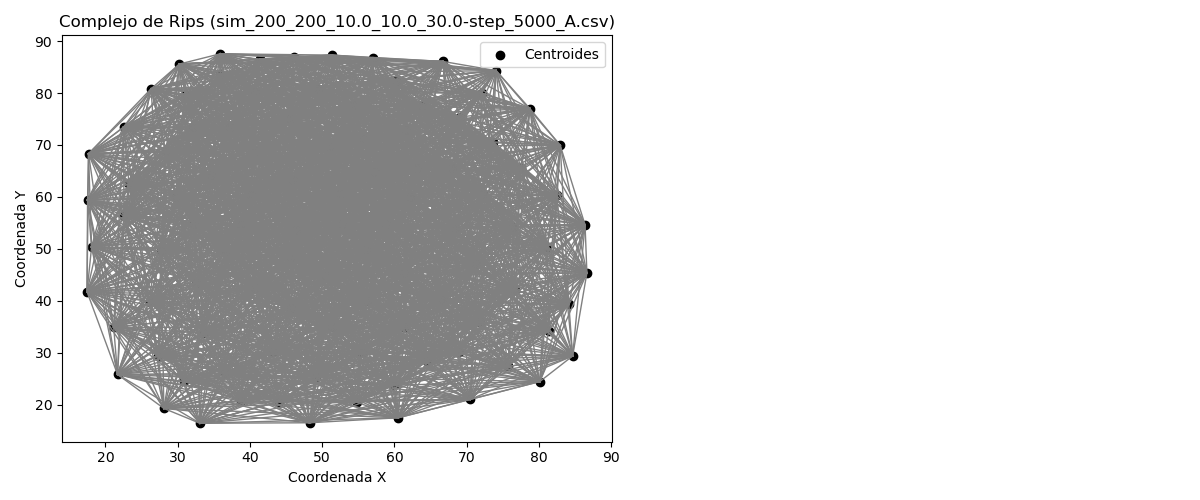 Complejo de Rips (sim_200_200_10.0_10.0_30.0-step_5000_A.csv)
Centroides
90
80
70
60
50
40
30
20
Coordenada Y
20 30 40 50 60 70 80 90
Coordenada X